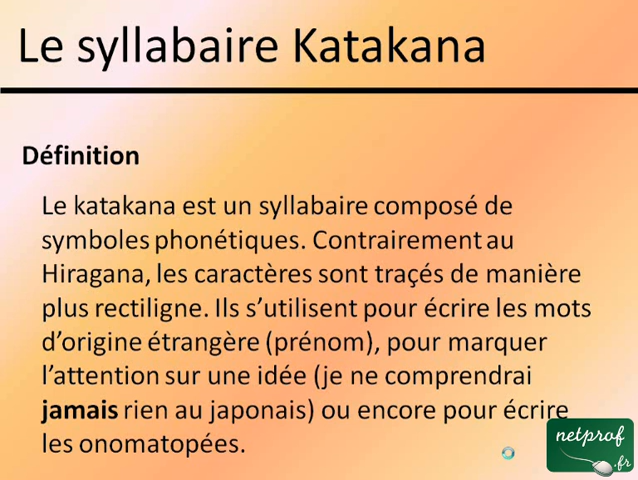 Le syllabaire Katakana
Définition
Le katakana est un syllabaire composé de
symboles phonétiques. Contrairement au
Hiragana, les caractères sont traçés de manière
plus rectiligne. Ils s’utilisent pour écrire les mots
d’origine étrangère (prénom), pour marquer
l’attention sur une idée (je ne comprendrai
jamais rien au japonais) ou encore pour écrire
les onomatopées.
netprof
.fr